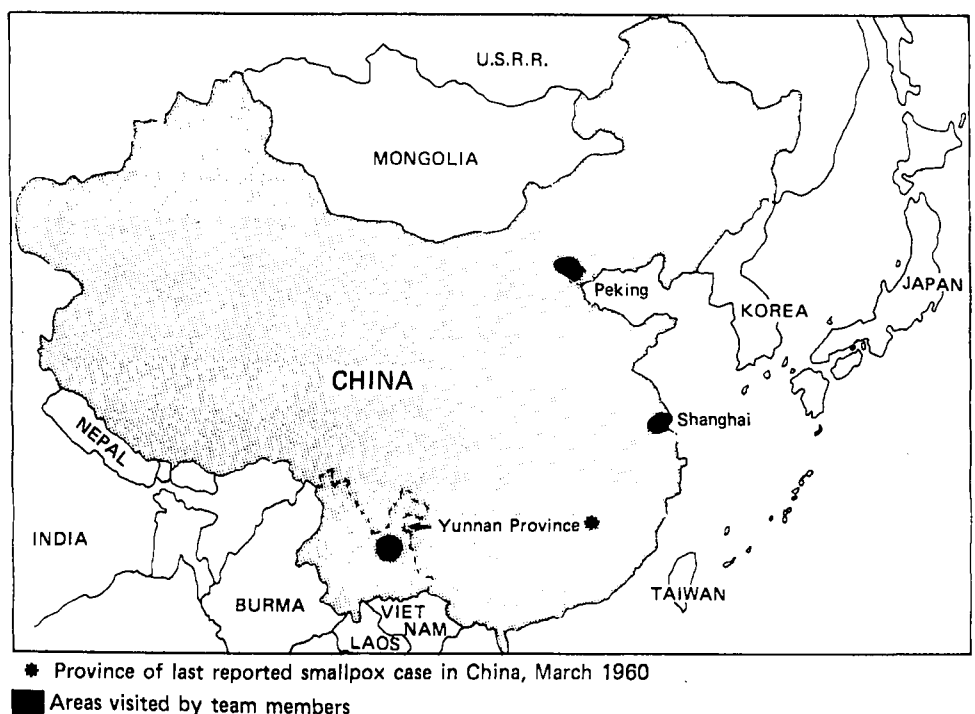 U.S.R.R.
MONGOLIA
Peking
KOREA
JAPAN
CHINA
Shanghai
NEPAL
Yunnan Province *
INDIA
TAIWAN
BURMA
VIET
NAM
LAOS
* Province of last reported smallpox case in China, March 1960
Areas visited by team members